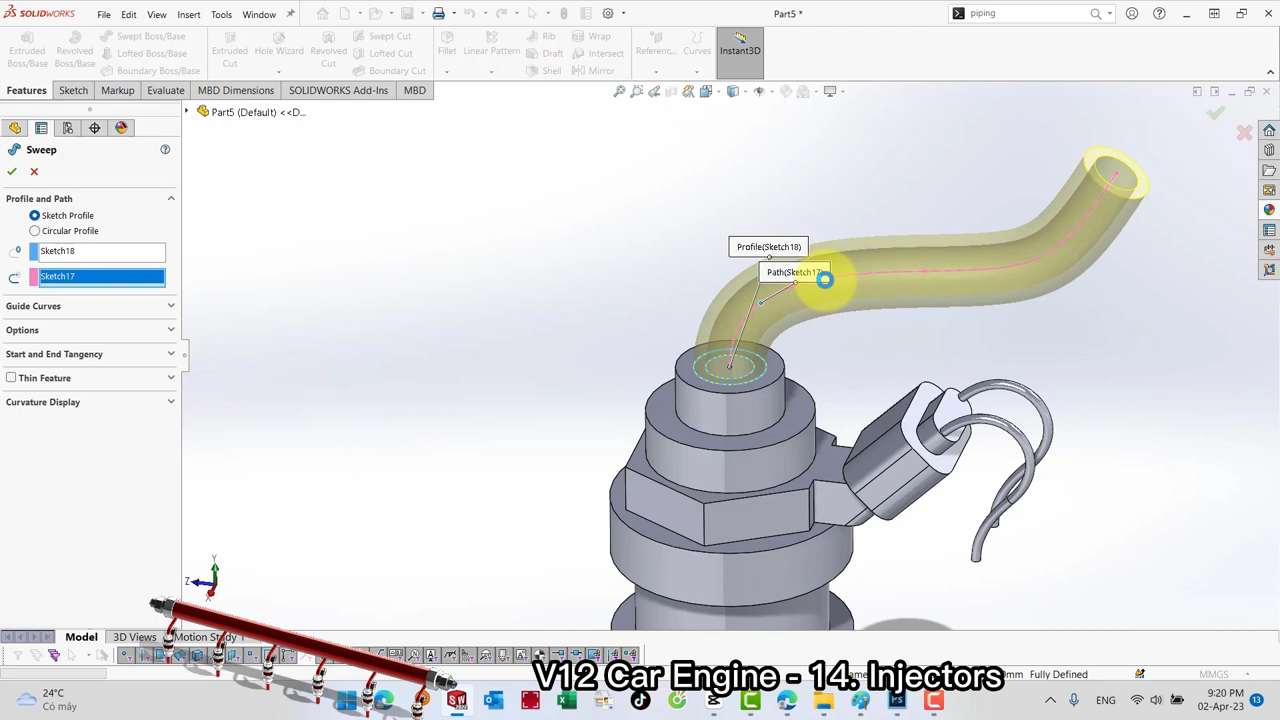 SOLIDWORKS File Edit View Insert Tools Window Part5 * piping
Extruded Boss/Base Revolved Boss/Base Swept Boss/Base Lofted Boss/Base Boundary Boss/Base Extruded Cut Hole Wizard Revolved Cut Swept Cut Lofted Cut Boundary Cut Fillet Linear Pattern Rib Draft Shell Wrap Intersect Mirror Referenc... Curves Instant3D
Features Sketch Markup Evaluate MBD Dimensions SOLIDWORKS Add-Ins MBD
Part5 (Default) <<D...
Sweep
Profile and Path
Sketch Profile
Circular Profile
Sketch18
Sketch17
Guide Curves
Options
Start and End Tangency
Thin Feature
Curvature Display
Profile(Sketch18)
Path(Sketch17)
Y
Z
X
Model 3D Views Motion Study 1
V12 Car Engine - 14. Injectors
Fully Defined MMGS
24°C
Có mây
ENG
9:20 PM
02-Apr-23